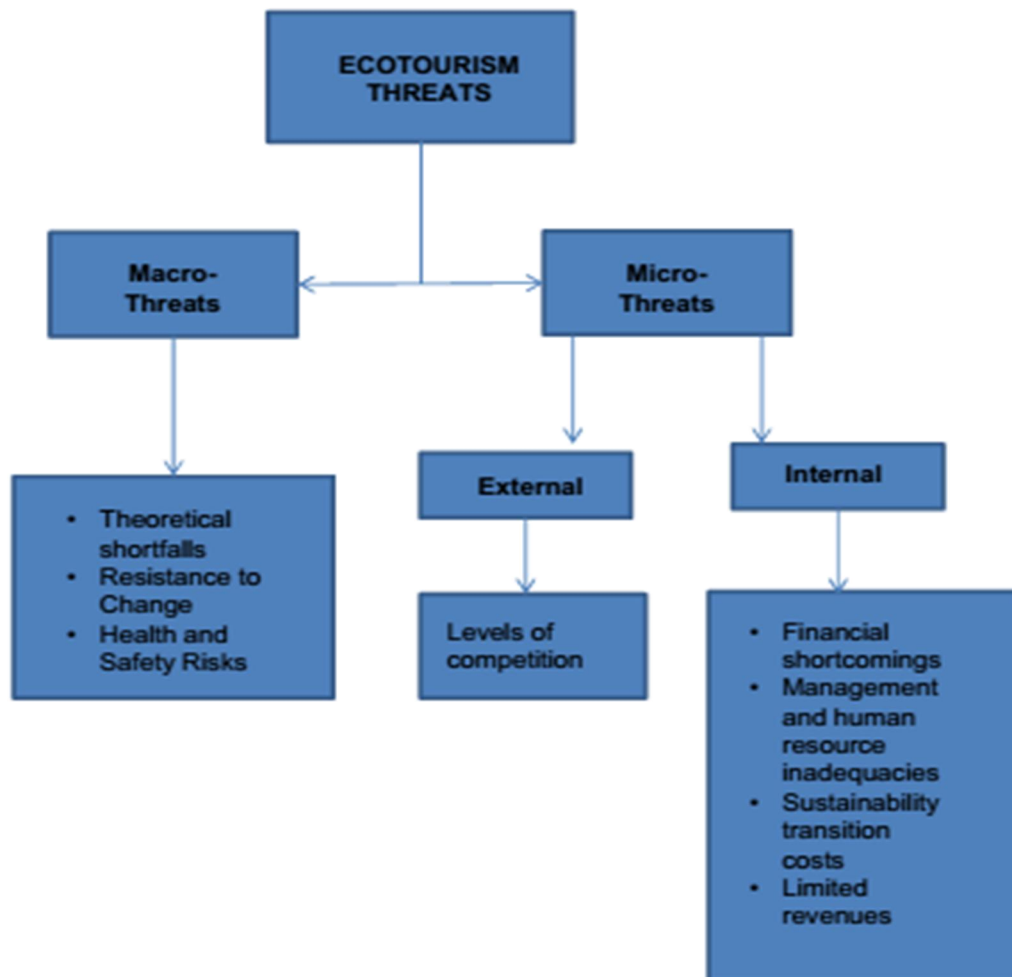 ECOTOURISM
THREATS
Macro-
Threats
Micro-
Threats
External
Internal
• Theoretical
shortfalls
• Resistance to
Change
• Health and
Safety Risks
Levels of
competition
• Financial
shortcomings
• Management
and human
resource
inadequacies
• Sustainability
transition
costs
• Limited
revenues